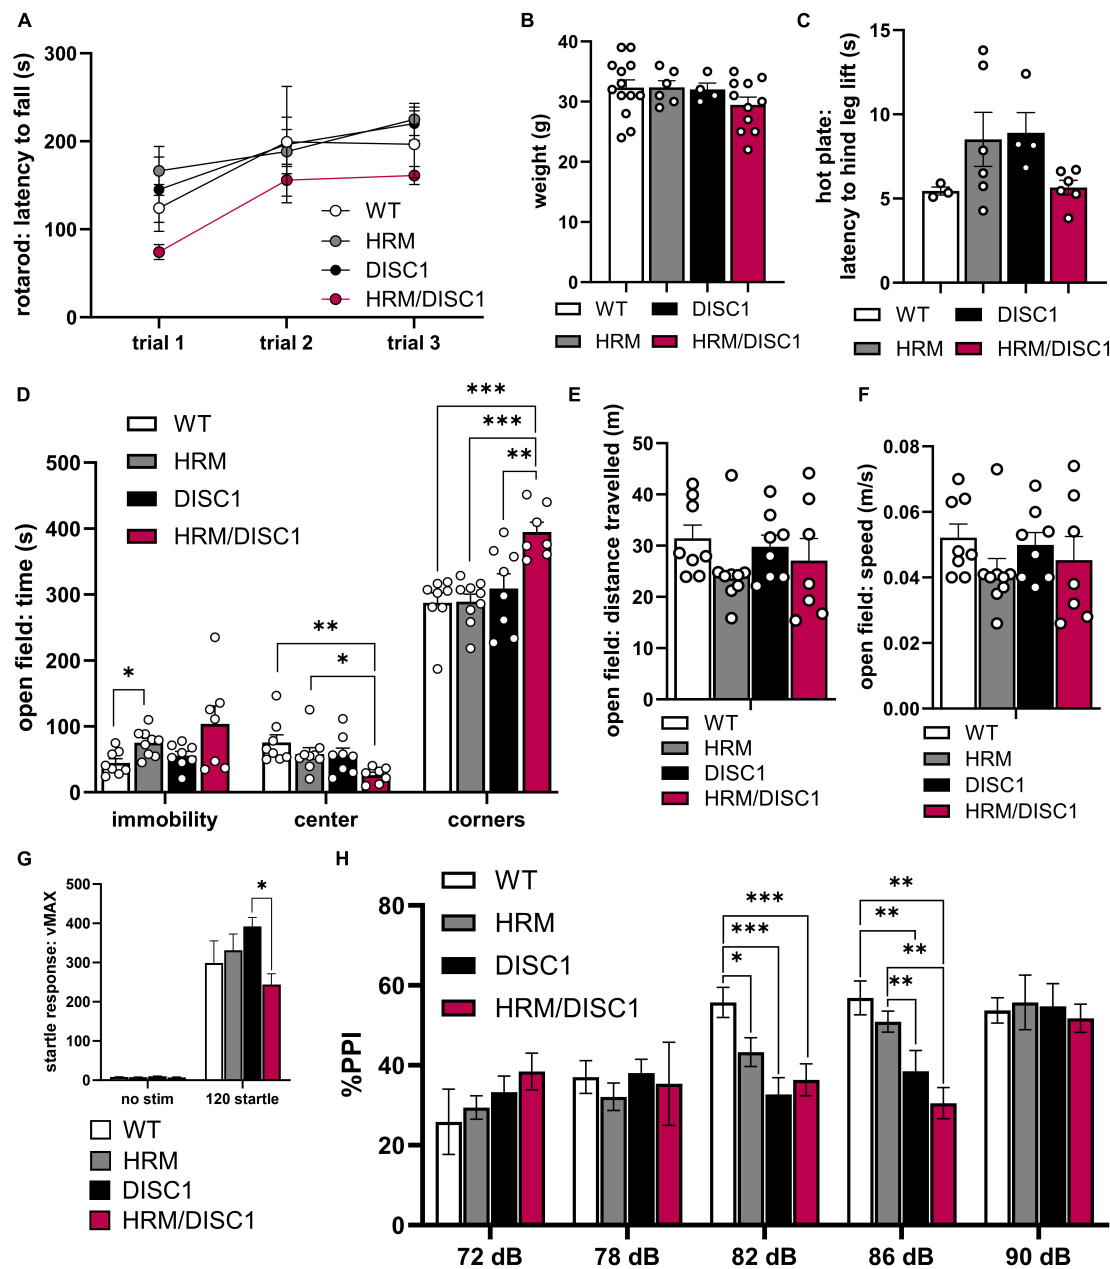 A
rotarod: latency to fall (s)
300
200
100
0
trial 1 trial 2 trial 3
WT
HRM
DISC1
HRM/DISC1
B
weight (g)
40
30
20
10
0
WT DISC1
HRM HRM/DISC1
C
hot plate:
latency to hind leg lift (s)
15
10
5
0
WT DISC1
HRM HRM/DISC1
D
WT
HRM
DISC1
HRM/DISC1
open field: time (s)
500
400
300
200
100
0
*
**
*
***
***
**
immobility center corners
E
open field: distance travelled (m)
50
40
30
20
10
0
WT
HRM
DISC1
HRM/DISC1
F
open field: speed (m/s)
0.08
0.06
0.04
0.02
0.00
WT
HRM
DISC1
HRM/DISC1
G
startle response: vMAX
500
400
300
200
100
0
*
no stim 120 startle
WT
HRM
DISC1
HRM/DISC1
H
WT
HRM
DISC1
HRM/DISC1
%PPI
80
60
40
20
0
***
***
*
**
**
**
**
72 dB 78 dB 82 dB 86 dB 90 dB